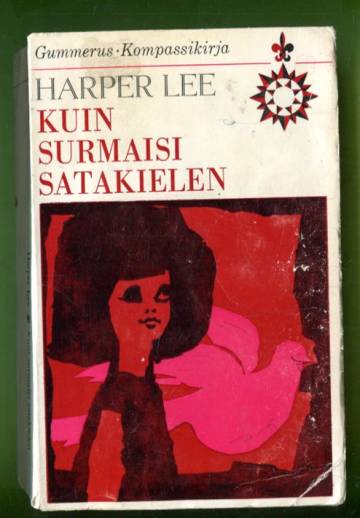 Gummerus · Kompassikirja
HARPER LEE
KUIN
SURMAISI
SATAKIELEN